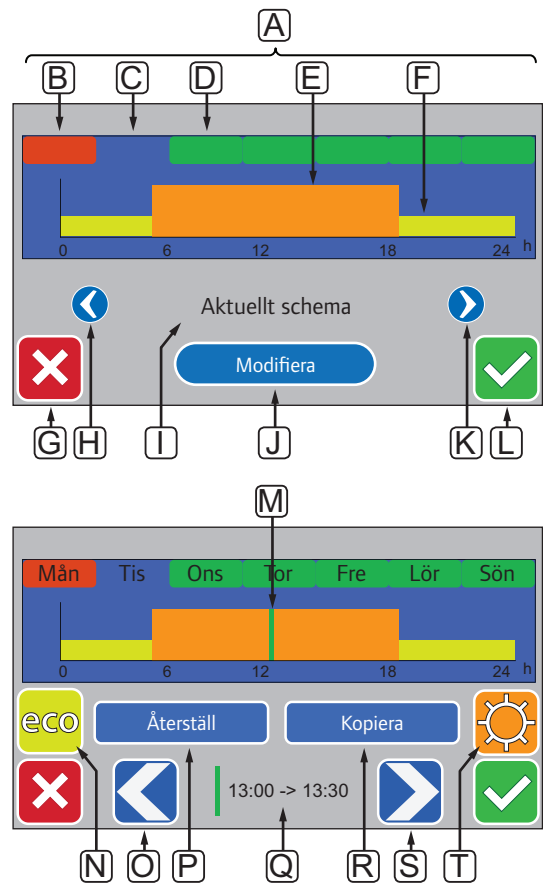 A
B C D E F
0 6 12 18 24 h
Aktuellt schema
Modifiera
G H I J K L
M
Mån Tis Ons Tor Fre Lör Sön
0 6 12 18 24 h
eco Återställ Kopiera
13:00 -> 13:30
N O P Q R S T